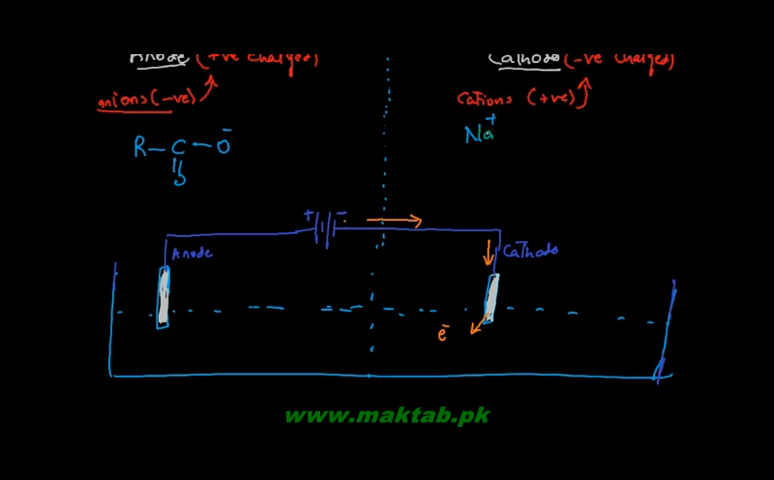 Anode (+ve charged)
Cathode (-ve charged)
anions (-ve)
Cations (+ve)
Na+
R-C-O-
O
+ -
Anode
Cathode
e-
www.maktab.pk